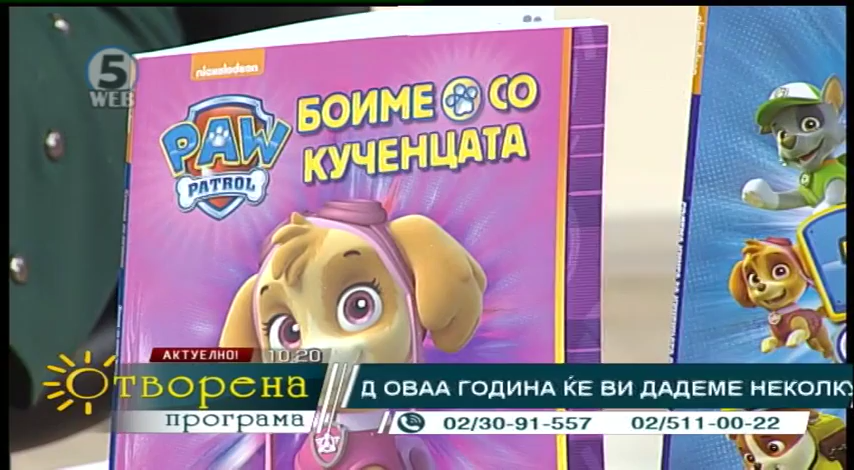 5
WEB
nickelodeon
PAW
PATROL
БОИМЕ СО
КУЧЕНЦАТА
АКТУЕЛНО!
10:20
Отворена
програма
Д ОВАА ГОДИНА ЌЕ ВИ ДАДЕМЕ НЕКОЛКУ
02/30-91-557
02/511-00-22